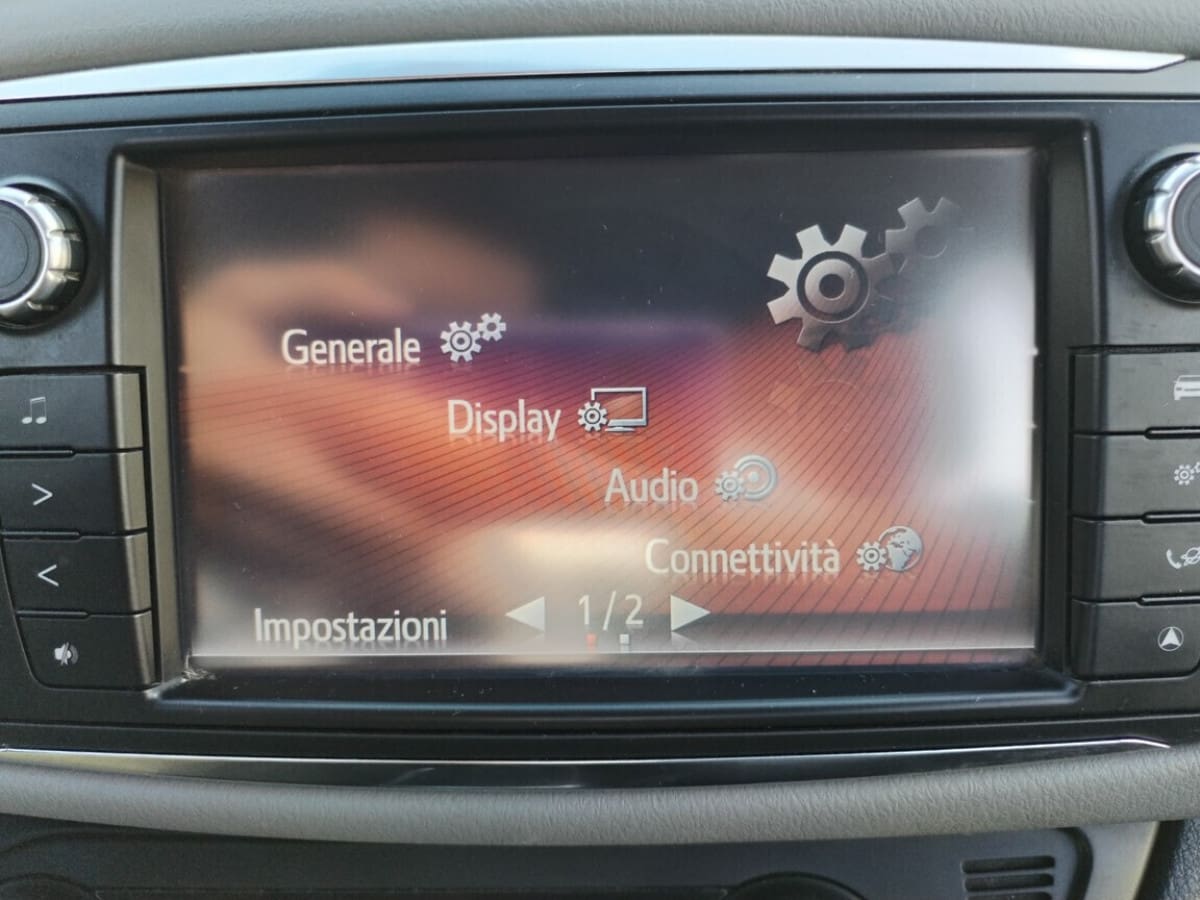 Generale
Display
Audio
Connettività
Impostazioni
1/2